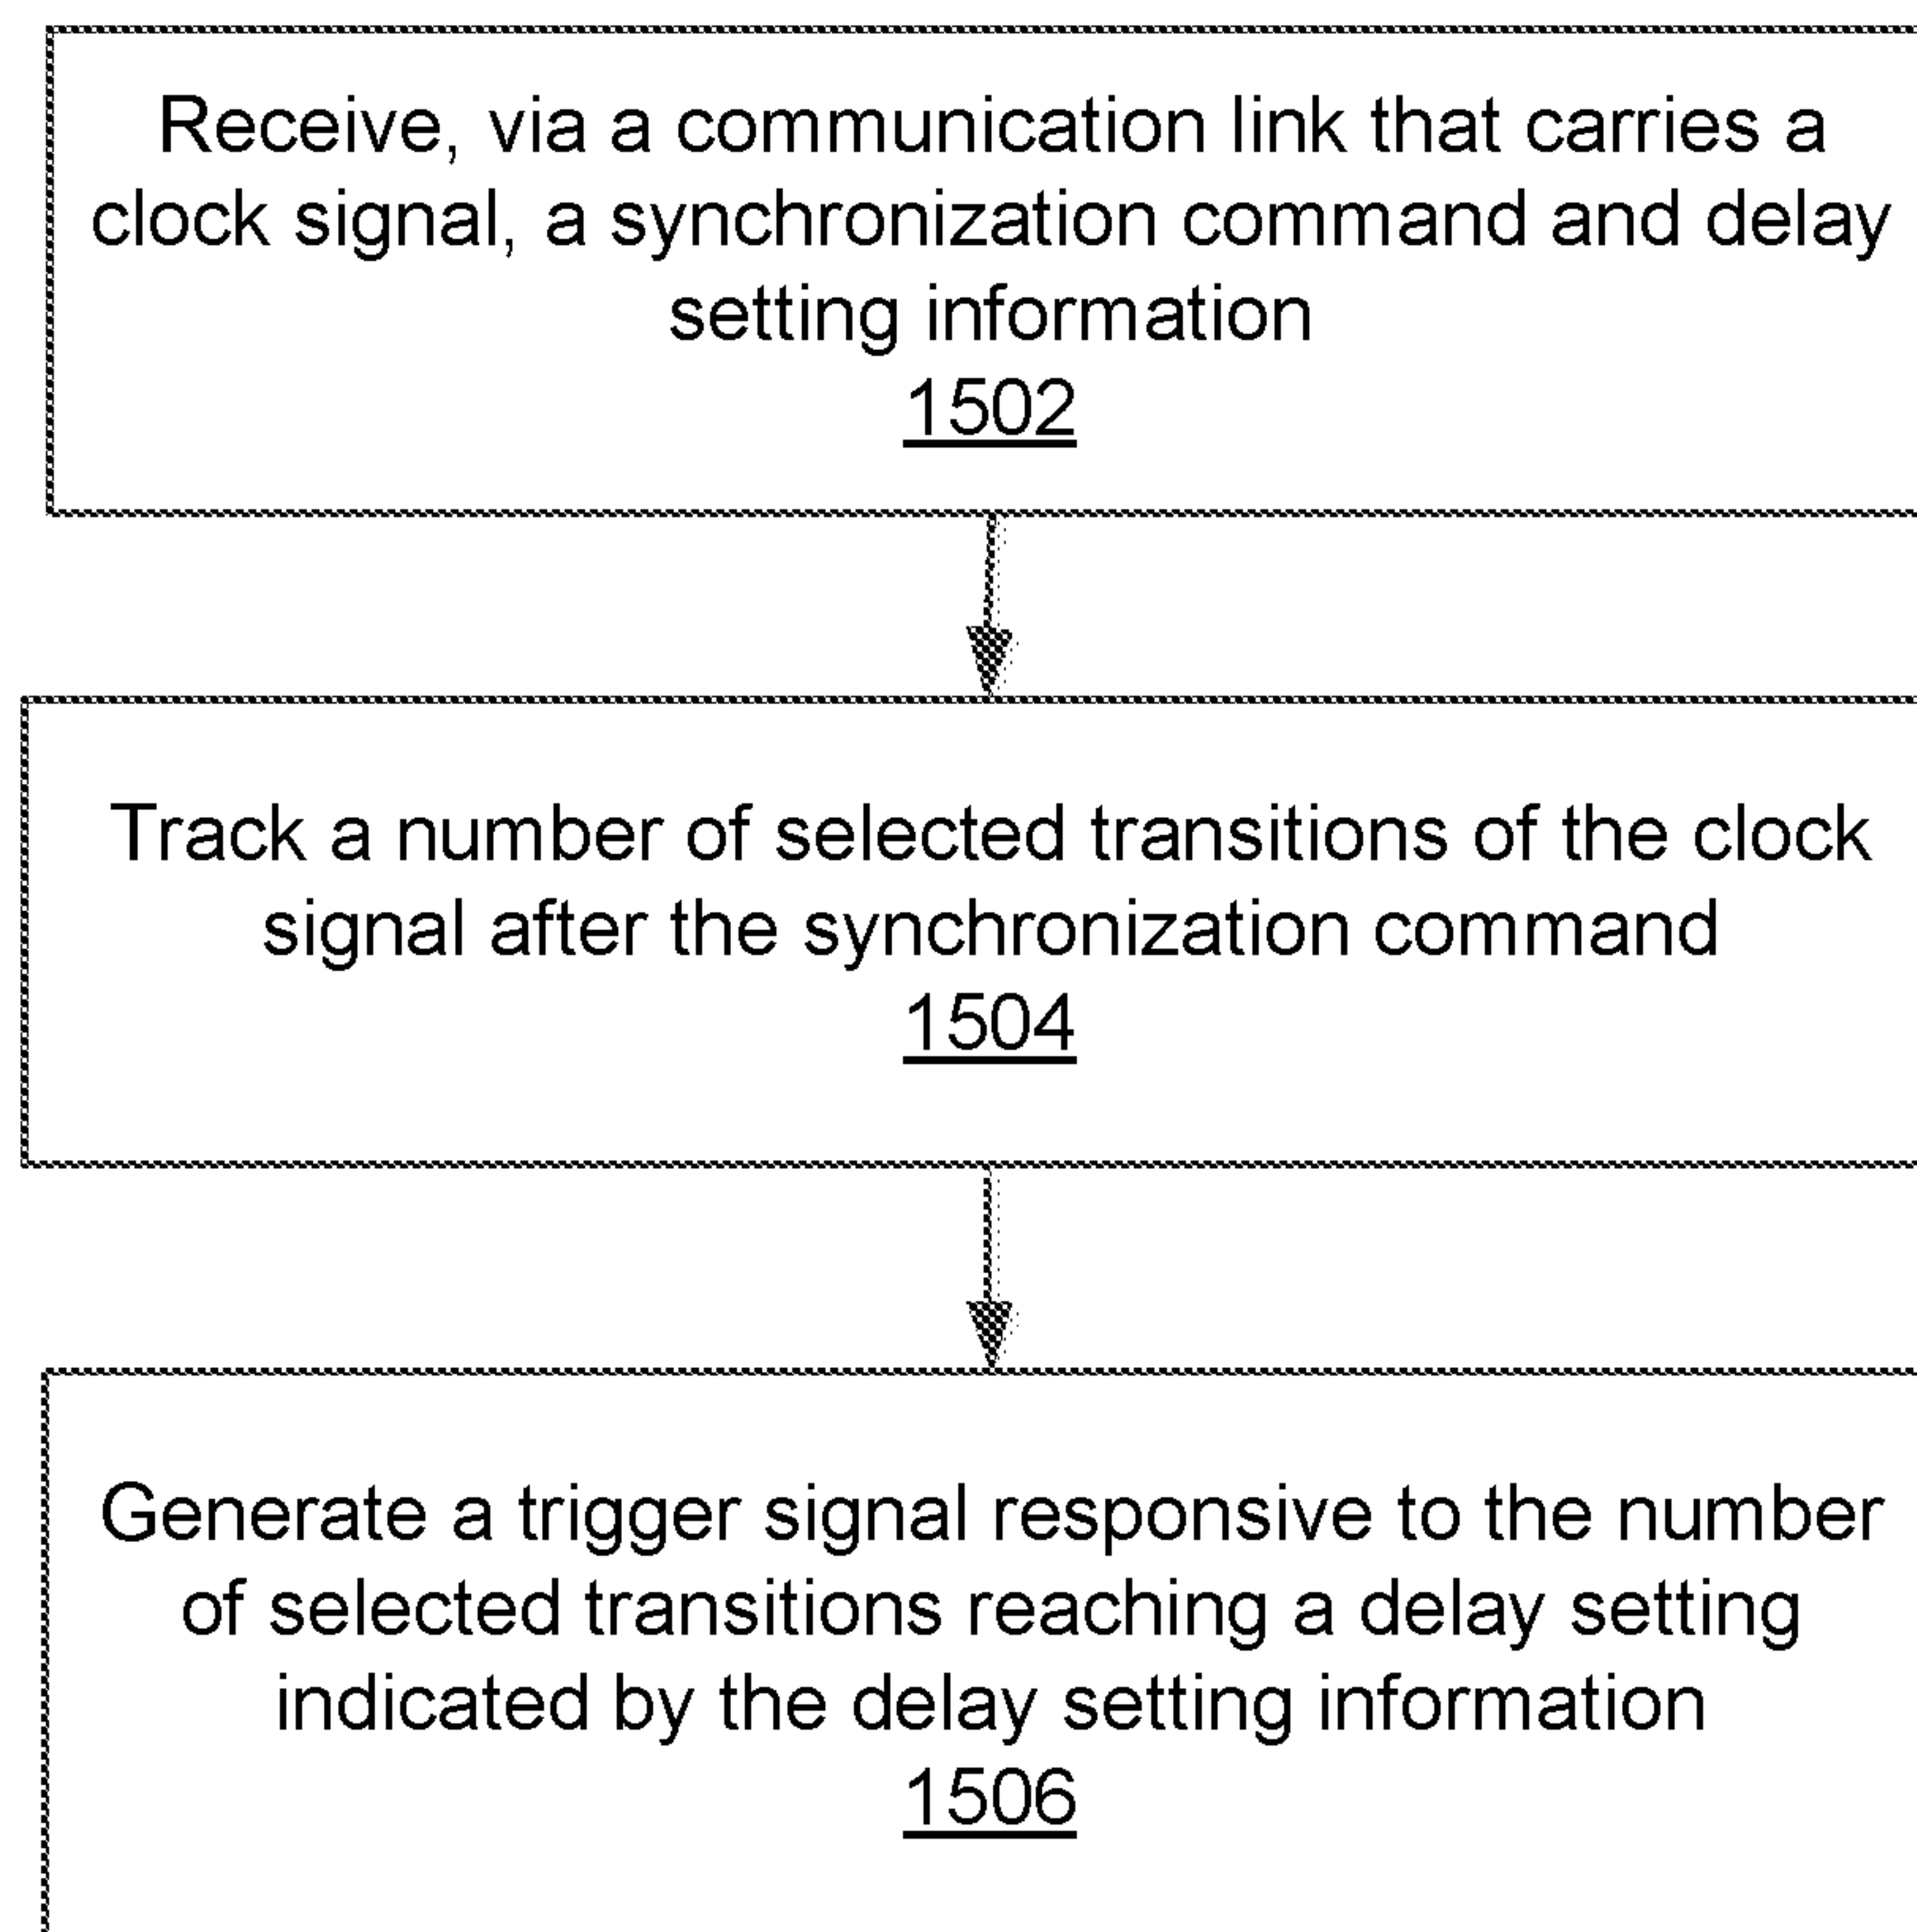 Receive, via a communication link that carries a
clock signal, a synchronization command and delay
setting information
1502
Track a number of selected transitions of the clock
signal after the synchronization command
1504
Generate a trigger signal responsive to the number
of selected transitions reaching a delay setting
indicated by the delay setting information
1506